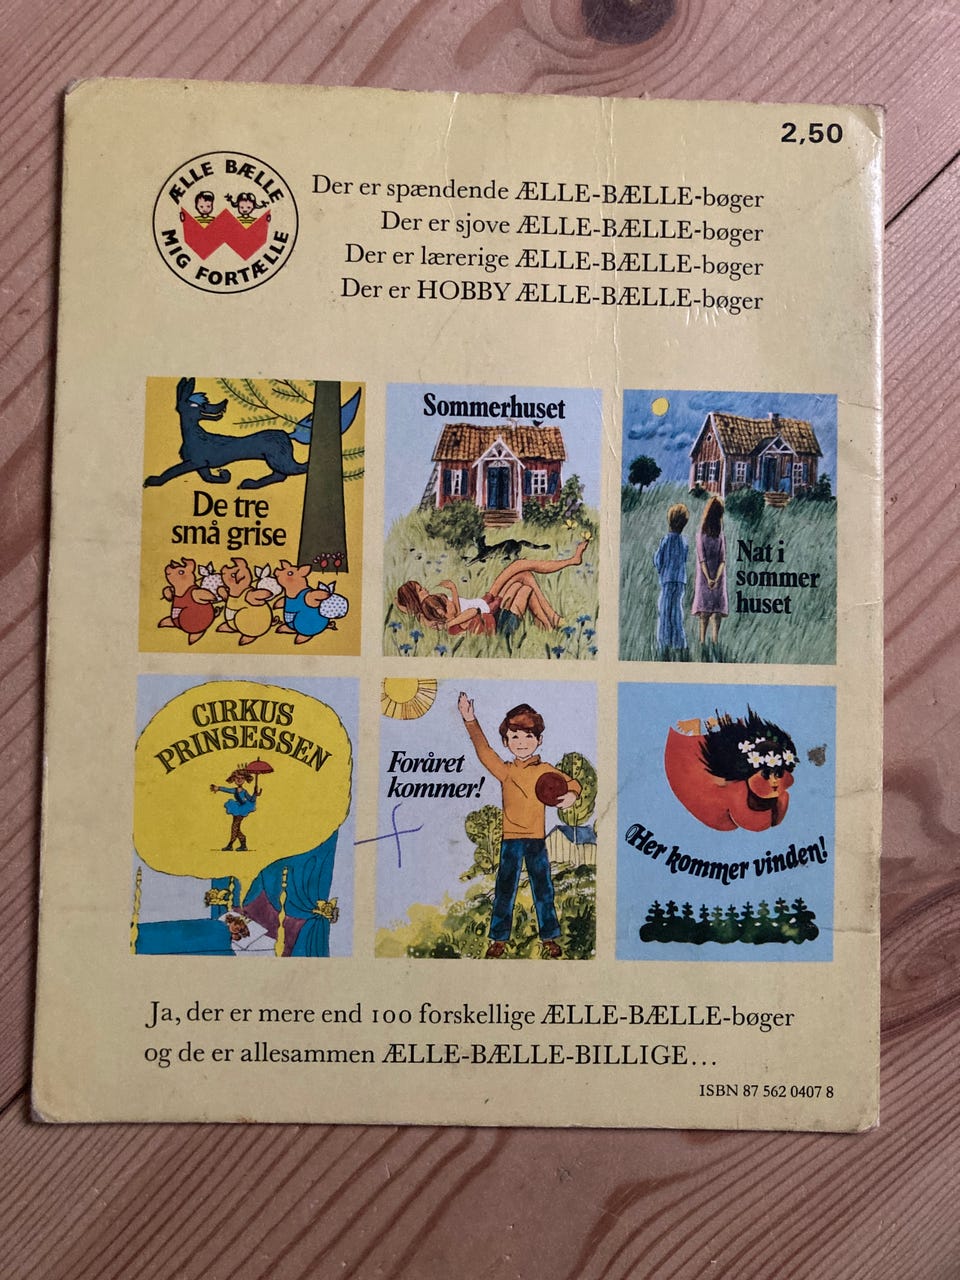 2,50
ÆLLE BÆLLE
MIG FORTÆLLE
Der er spændende ÆLLE-BÆLLE-bøger
Der er sjove ÆLLE-BÆLLE-bøger
Der er lærerige ÆLLE-BÆLLE-bøger
Der er HOBBY ÆLLE-BÆLLE-bøger
De tre
små grise
Sommerhuset
Nat i
sommer
huset
CIRKUS
PRINSESSEN
Foråret
kommer!
Her kommer vinden!
Ja, der er mere end 100 forskellige ÆLLE-BÆLLE-bøger
og de er allesammen ÆLLE-BÆLLE-BILLIGE...
ISBN 87 562 0407 8